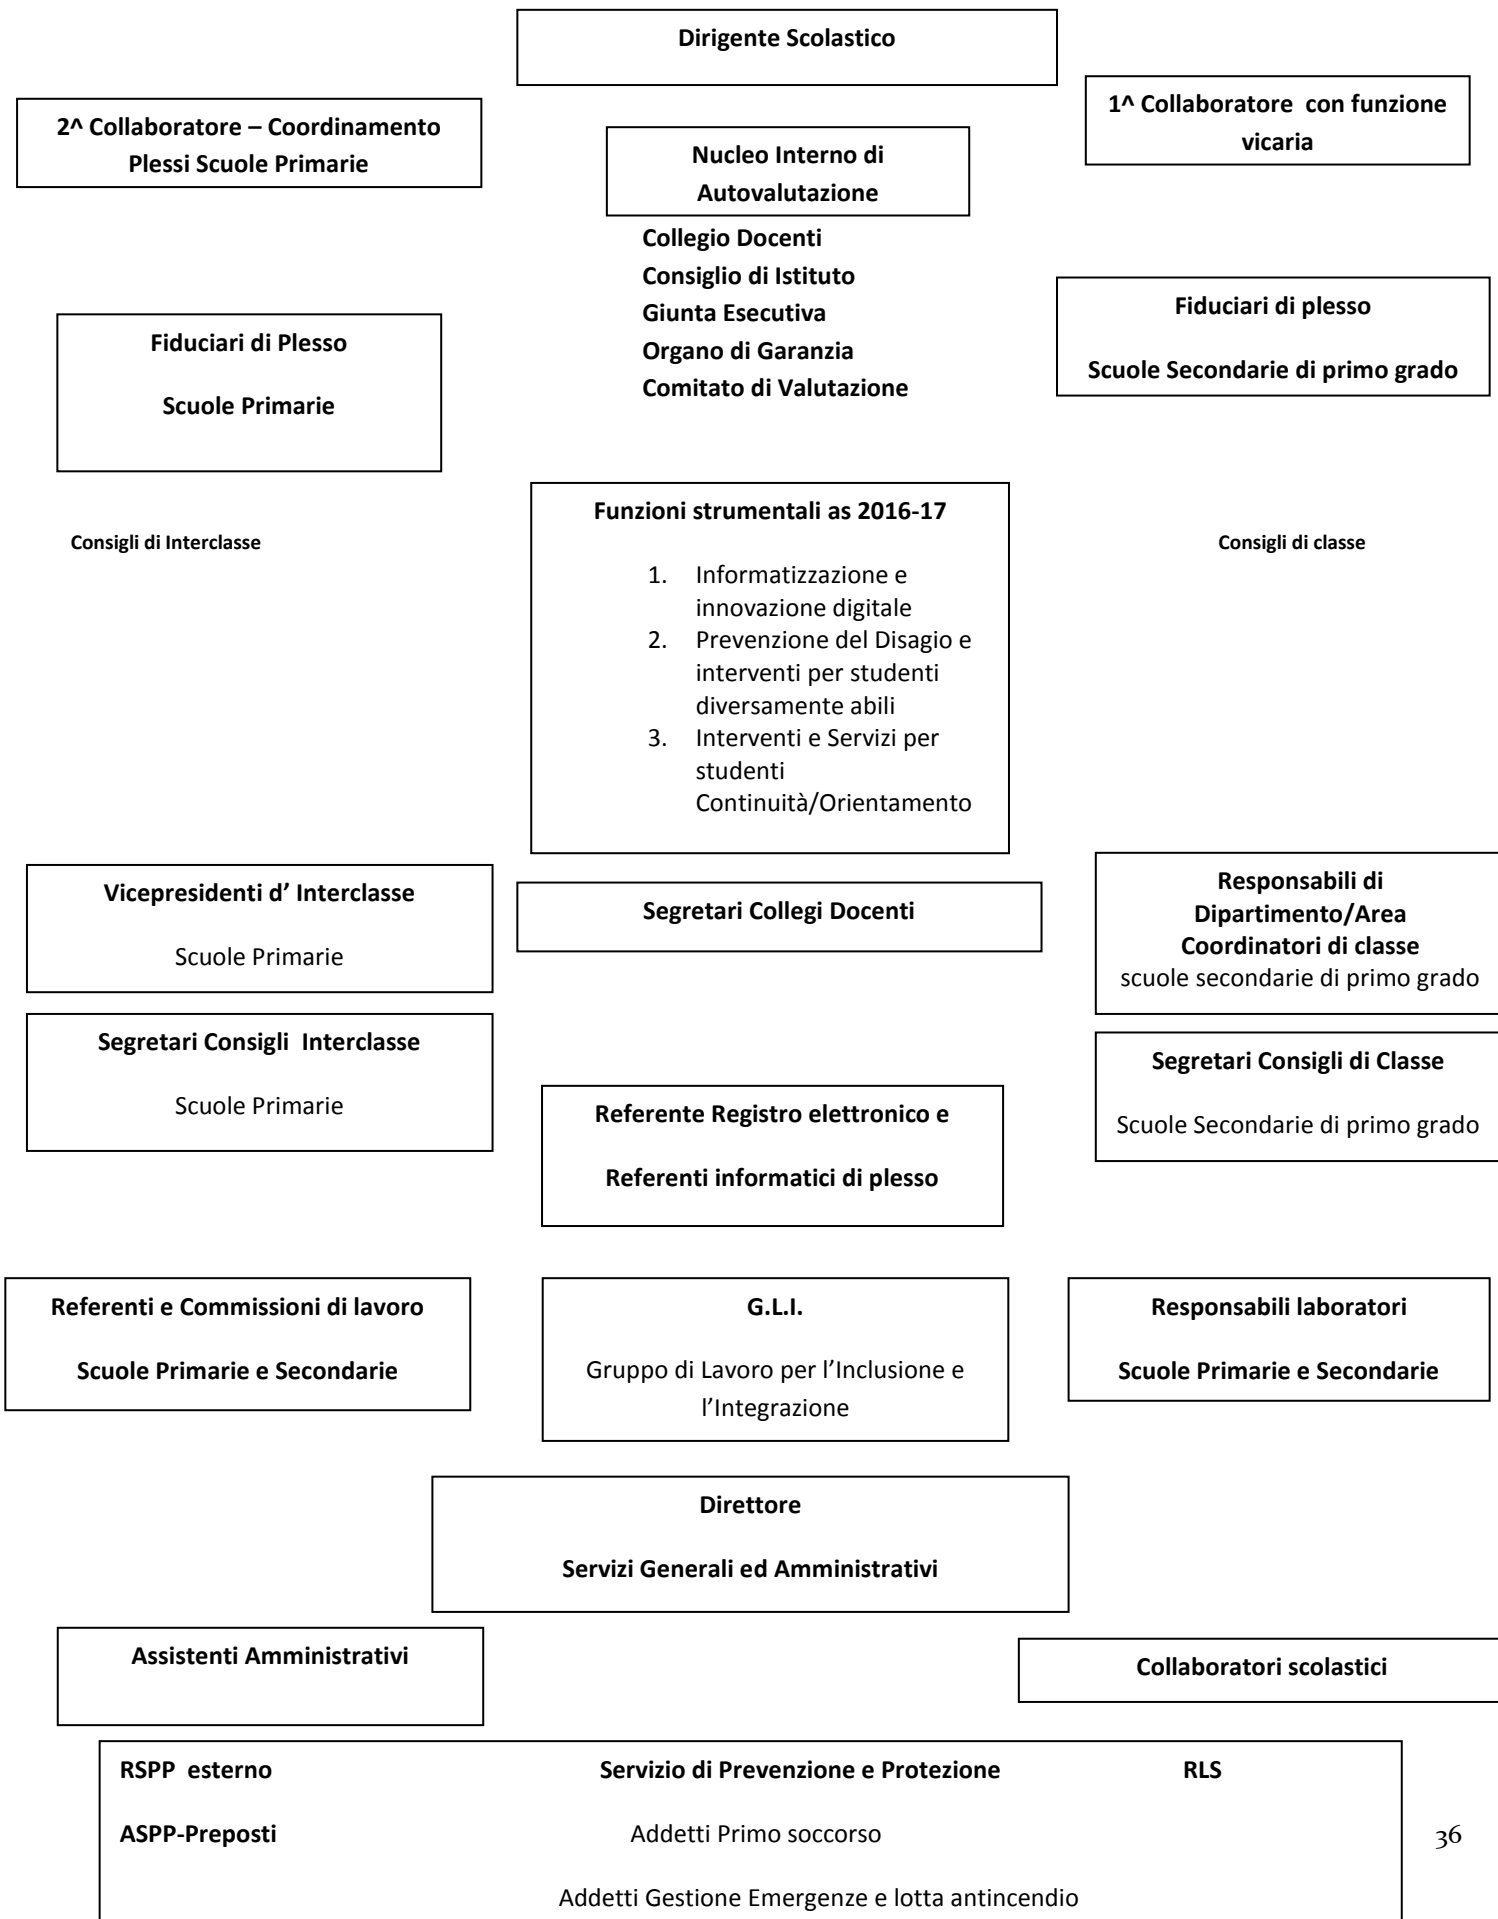 Dirigente Scolastico
2^ Collaboratore – Coordinamento
Plessi Scuole Primarie
1^ Collaboratore  con funzione
vicaria
Nucleo Interno di
Autovalutazione
Collegio Docenti
Consiglio di Istituto
Giunta Esecutiva
Organo di Garanzia
Comitato di Valutazione
Fiduciari di Plesso
Scuole Primarie
Fiduciari di plesso
Scuole Secondarie di primo grado
Consigli di Interclasse
Funzioni strumentali as 2016-17
1. Informatizzazione e
innovazione digitale
2. Prevenzione del Disagio e
interventi per studenti
diversamente abili
3. Interventi e Servizi per
studenti
Continuità/Orientamento
Consigli di classe
Vicepresidenti d’ Interclasse
Scuole Primarie
Segretari Collegi Docenti
Responsabili di
Dipartimento/Area
Coordinatori di classe
scuole secondarie di primo grado
Segretari Consigli  Interclasse
Scuole Primarie
Referente Registro elettronico e
Referenti informatici di plesso
Segretari Consigli di Classe
Scuole Secondarie di primo grado
Referenti e Commissioni di lavoro
Scuole Primarie e Secondarie
G.L.I.
Gruppo di Lavoro per l’Inclusione e
l’Integrazione
Responsabili laboratori
Scuole Primarie e Secondarie
Direttore
Servizi Generali ed Amministrativi
Assistenti Amministrativi
Collaboratori scolastici
RSPP  esterno Servizio di Prevenzione e Protezione RLS
ASPP-Preposti Addetti Primo soccorso
Addetti Gestione Emergenze e lotta antincendio
36